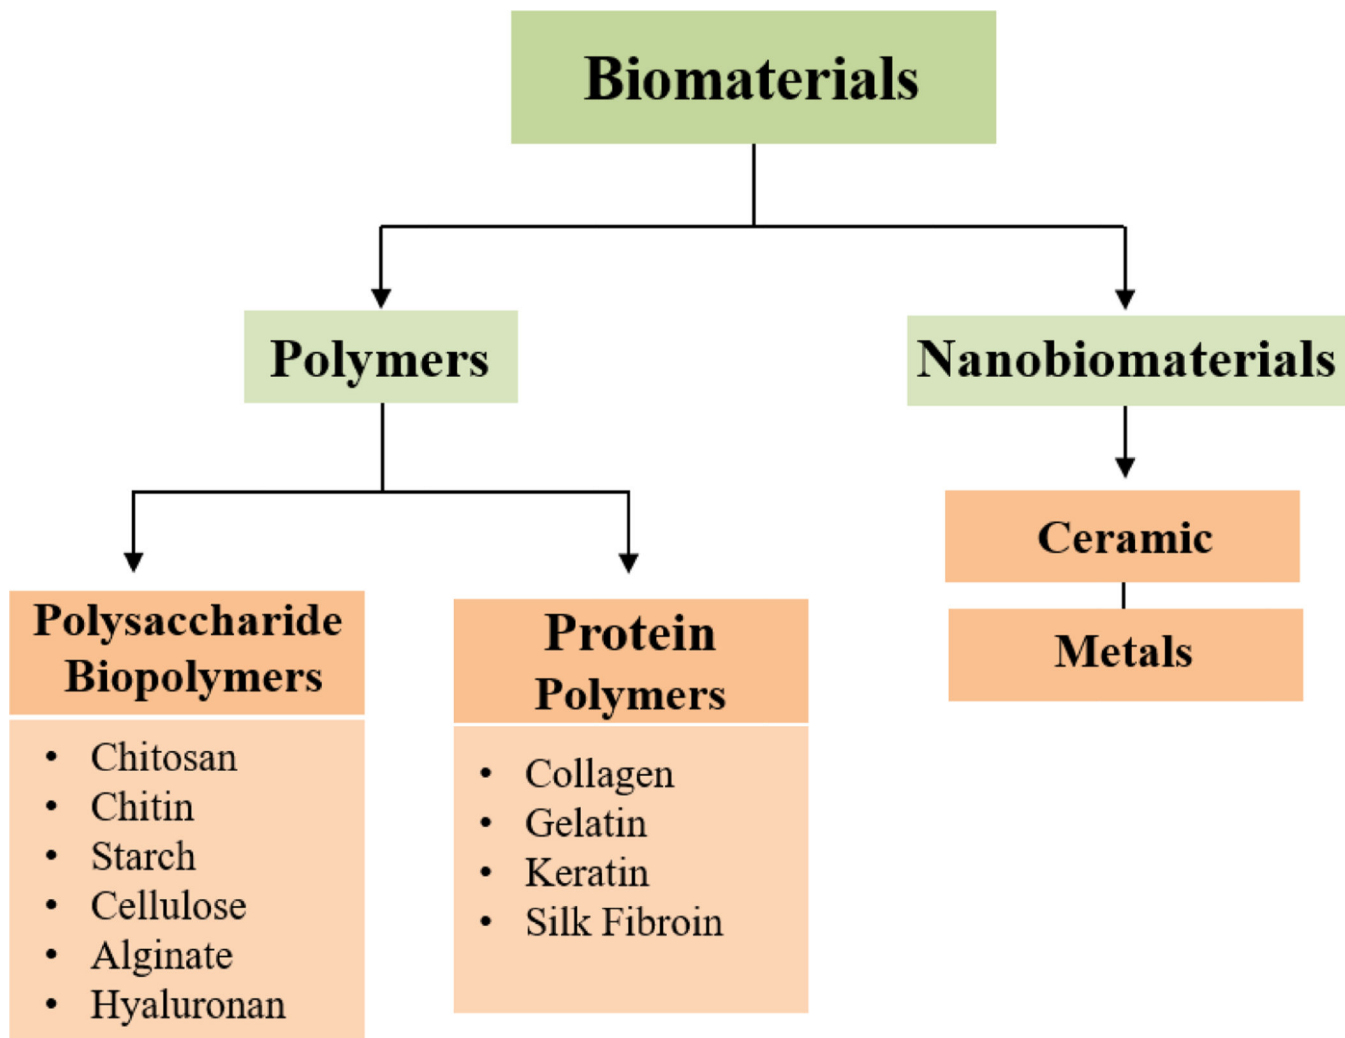 Biomaterials
Polymers
Nanobiomaterials
Polysaccharide
Biopolymers
• Chitosan
• Chitin
• Starch
• Cellulose
• Alginate
• Hyaluronan
Protein
Polymers
• Collagen
• Gelatin
• Keratin
• Silk Fibroin
Ceramic
Metals